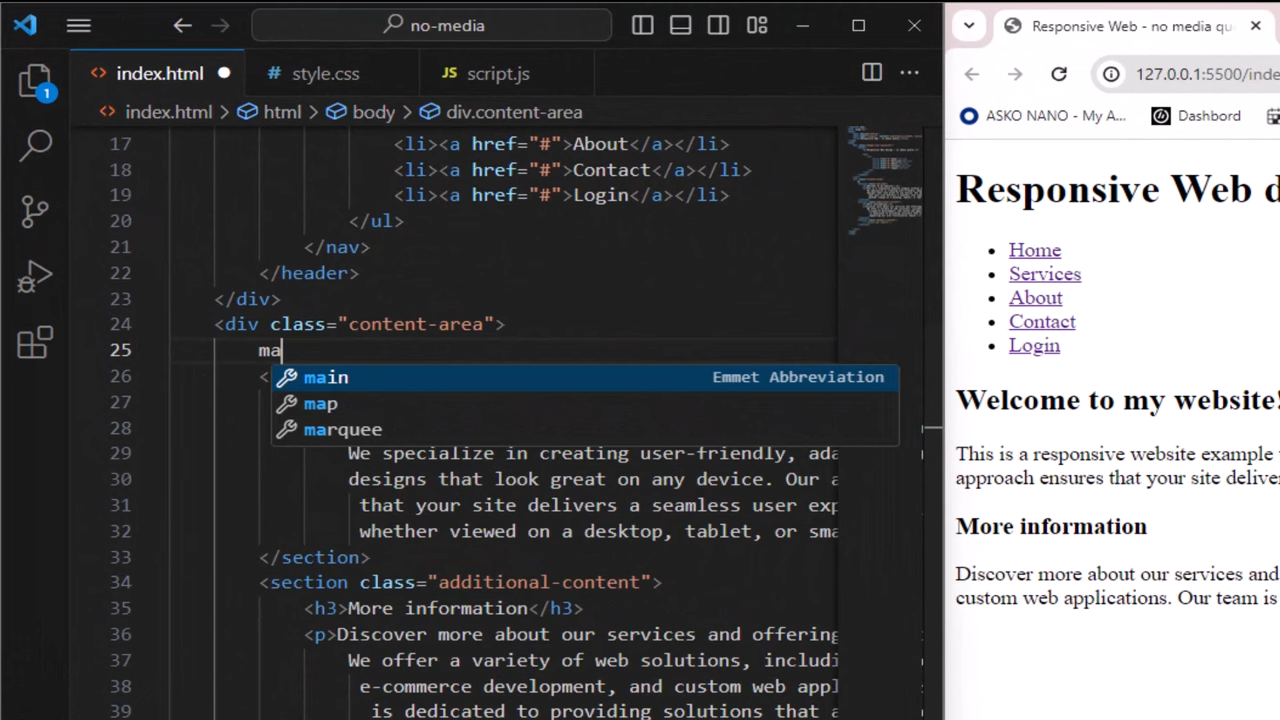 no-media
index.html
# style.css
JS script.js
index.html > html > body > div.content-area
17 <li><a href="#">About</a></li>
18 <li><a href="#">Contact</a></li>
19 <li><a href="#">Login</a></li>
20 </ul>
21 </nav>
22 </header>
23 </div>
24 <div class="content-area">
25 ma
26 <
main Emmet Abbreviation
27
map
28
marquee
29 We specialize in creating user-friendly, ada
30 designs that look great on any device. Our a
31 that your site delivers a seamless user exp
32 whether viewed on a desktop, tablet, or sma
33 </section>
34 <section class="additional-content">
35 <h3>More information</h3>
36 <p>Discover more about our services and offering
37 We offer a variety of web solutions, includi
38 e-commerce development, and custom web appl
39 is dedicated to providing solutions that a
1
Responsive Web - no media qu
127.0.0.1:5500/inde
ASKO NANO - My A...
Dashbord
Responsive Web d
Home
Services
About
Contact
Login
Welcome to my website!
This is a responsive website example
approach ensures that your site deliver
More information
Discover more about our services and
custom web applications. Our team is